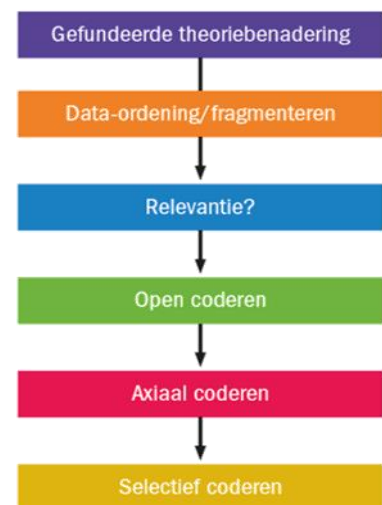 Gefundeerde theoriebenadering
Data-ordening/fragmenteren
Relevantie?
Open coderen
Axiaal coderen
Selectief coderen